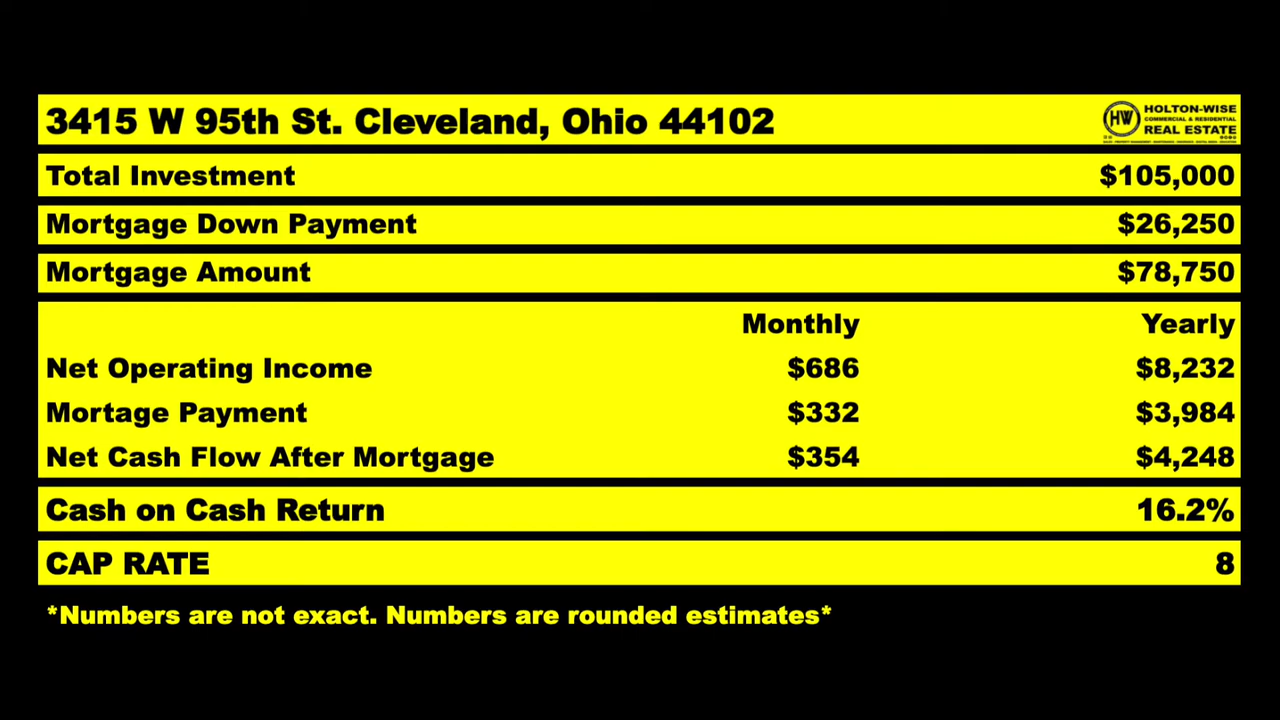 3415 W 95th St. Cleveland, Ohio 44102
HOLTON-WISE
COMMERCIAL & RESIDENTIAL
REAL ESTATE
HW
Total Investment $105,000
Mortgage Down Payment $26,250
Mortgage Amount $78,750
Monthly Yearly
Net Operating Income $686 $8,232
Mortage Payment $332 $3,984
Net Cash Flow After Mortgage $354 $4,248
Cash on Cash Return 16.2%
CAP RATE 8
*Numbers are not exact. Numbers are rounded estimates*